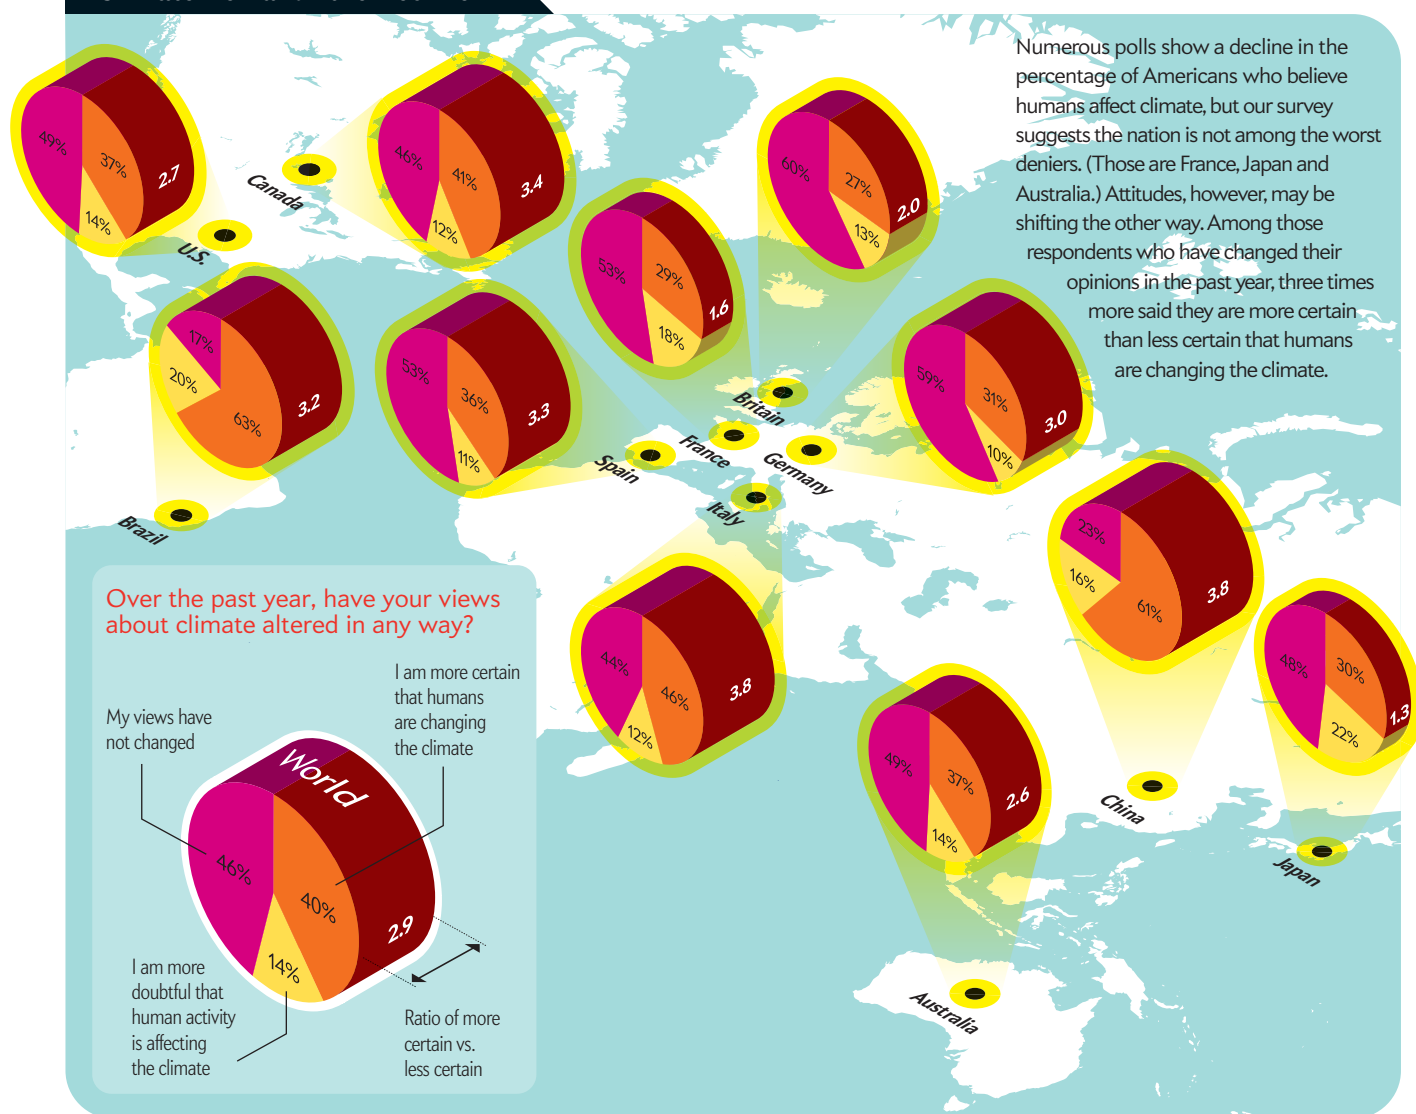 Numerous polls show a decline in the
percentage of Americans who believe
humans affect climate, but our survey
suggests the nation is not among the worst
deniers. (Those are France, Japan and
Australia.) Attitudes, however, may be
shifting the other way. Among those
respondents who have changed their
opinions in the past year, three times
more said they are more certain
than less certain that humans
are changing the climate.
49%
37%
14%
2.7
U.S.
Canada
46%
41%
12%
3.4
53%
29%
18%
1.6
60%
27%
13%
2.0
17%
20%
63%
3.2
Brazil
53%
36%
11%
3.3
Spain
France
Britain
Germany
Italy
59%
31%
10%
3.0
44%
46%
12%
3.8
23%
16%
61%
3.8
China
48%
30%
22%
1.3
Japan
49%
37%
14%
2.6
Australia
Over the past year, have your views
about climate altered in any way?
My views have
not changed
I am more certain
that humans
are changing
the climate
World
46%
40%
14%
2.9
I am more
doubtful that
human activity
is affecting
the climate
Ratio of more
certain vs.
less certain